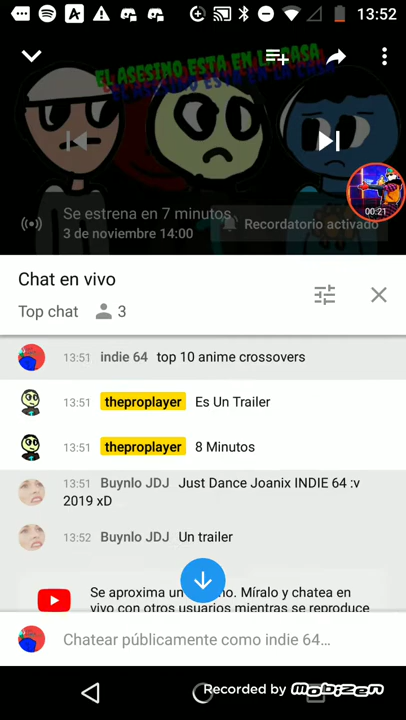 13:52
EL ASESINO ESTA EN LA CASA
Se estrena en 7 minutos
3 de noviembre 14:00
Recordatorio activado
00:21
Chat en vivo
Top chat 3
13:51 indie 64 top 10 anime crossovers
13:51 theproplayer Es Un Trailer
13:51 theproplayer 8 Minutos
13:51 Buynlo JDJ Just Dance Joanix INDIE 64 :v
2019 xD
13:52 Buynlo JDJ Un trailer
Se aproxima un no. Míralo y chatea en
vivo con otros usuarios mientras se reproduce
Chatear públicamente como indie 64...
Recorded by MOBIZEN